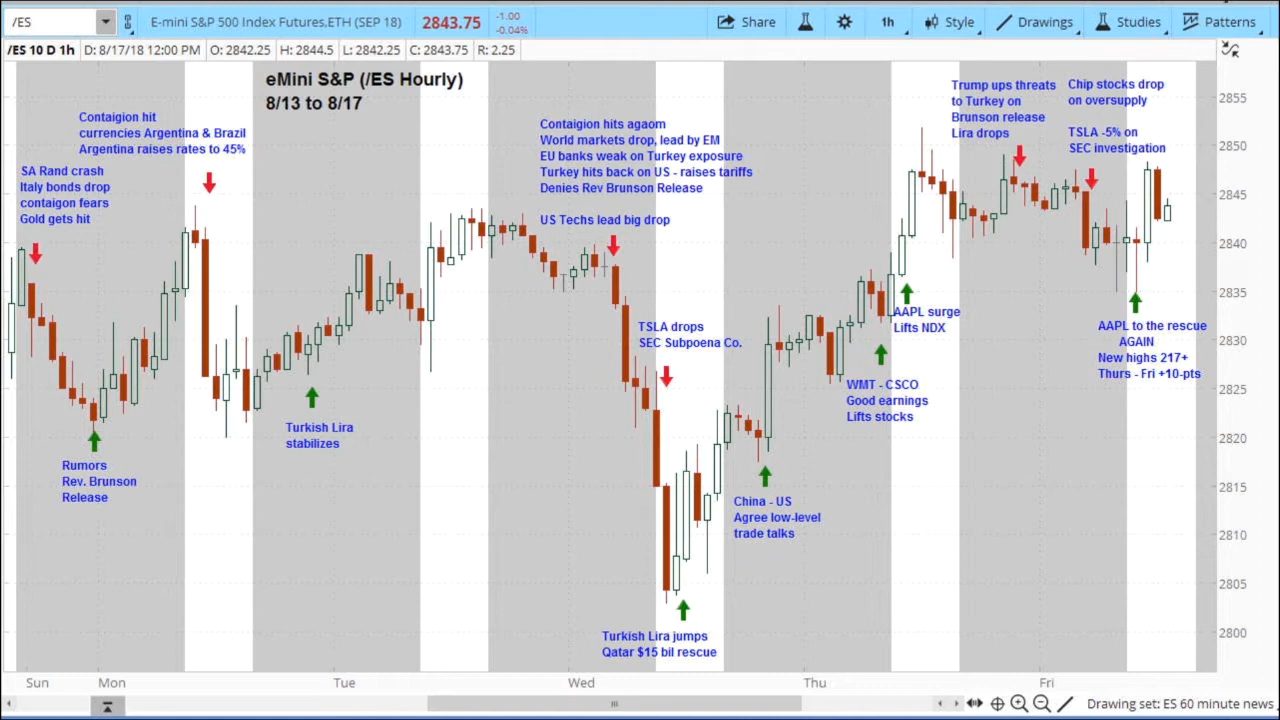 /ES
E-mini S&P 500 Index Futures,ETH (SEP 18)
2843.75
-1.00
-0.04%
Share
1h
Style
Drawings
Studies
Patterns
/ES 10 D 1h
D: 8/17/18 12:00 PM
O: 2842.25
H: 2844.5
L: 2842.25
C: 2843.75
R: 2.25
eMini S&P (/ES Hourly)
8/13 to 8/17
SA Rand crash
Italy bonds drop
contaigon fears
Gold gets hit
Contaigion hit
currencies Argentina & Brazil
Argentina raises rates to 45%
Rumors
Rev. Brunson
Release
Turkish Lira
stabilizes
Contaigion hits agaom
World markets drop, lead by EM
EU banks weak on Turkey exposure
Turkey hits back on US - raises tariffs
Denies Rev Brunson Release
US Techs lead big drop
TSLA drops
SEC Subpoena Co.
Turkish Lira jumps
Qatar $15 bil rescue
China - US
Agree low-level
trade talks
WMT - CSCO
Good earnings
Lifts stocks
AAPL surge
Lifts NDX
Trump ups threats
to Turkey on
Brunson release
Lira drops
Chip stocks drop
on oversupply
TSLA -5% on
SEC investigation
AAPL to the rescue
AGAIN
New highs 217+
Thurs - Fri +10-pts
2855
2850
2845
2840
2835
2830
2825
2820
2815
2810
2805
2800
Sun
Mon
Tue
Wed
Thu
Fri
Drawing set: ES 60 minute news